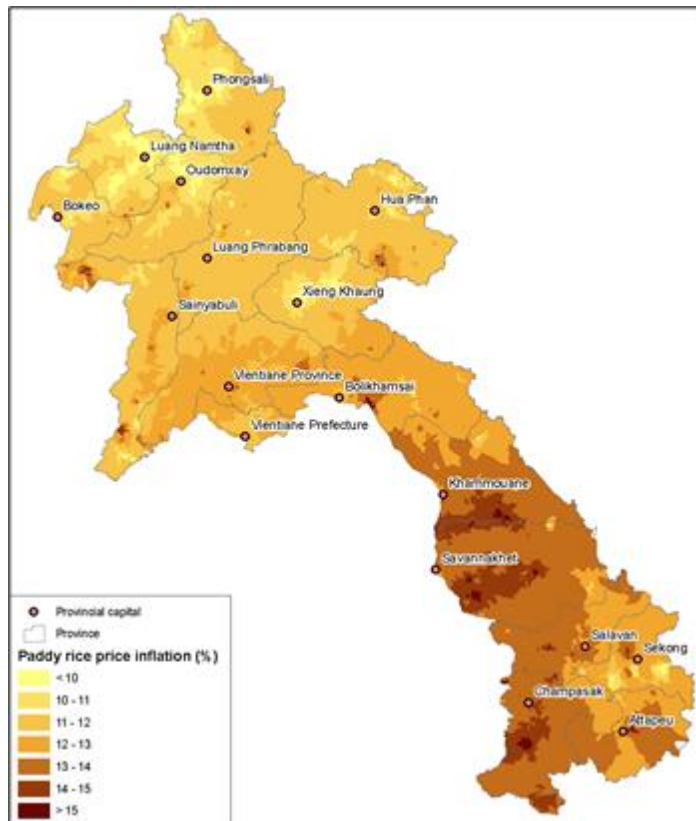 Phongsali
Luang Namtha
Oudomxay
Bokeo
Hua Phan
Luang Phrabang
Xieng Khaung
Sainyabuli
Vientiane Province
Bolikhamsai
Vientiane Prefecture
Khammouane
Savannakhet
Salavan
Sekong
Champasak
Attapeu
Provincial capital
Province
Paddy rice price inflation (%)
< 10
10 - 11
11 - 12
12 - 13
13 - 14
14 - 15
> 15